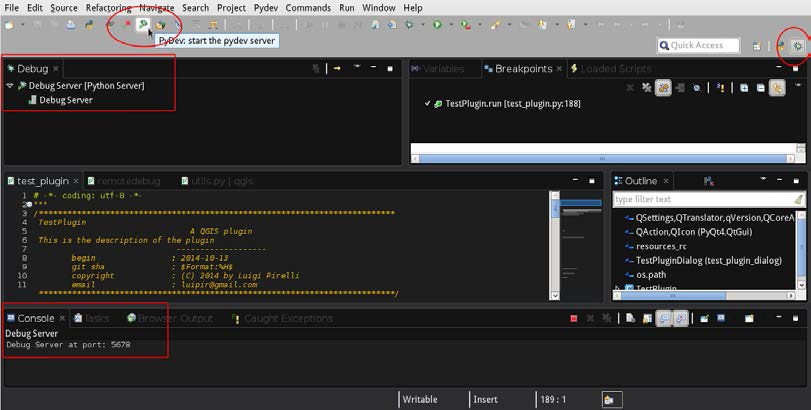 File Edit Source Refactoring Navigate Search Project Pydev Commands Run Window Help
PyDev: start the pydev server
Quick Access
Debug
Debug Server [Python Server]
Debug Server
Variables Breakpoints Loaded Scripts
TestPlugin.run [test_plugin.py:188]
test_plugin remotedebug utils.py | qgis
1 # -*- coding: utf-8 -*-
2 """
3 /***************************************************************************
4 TestPlugin
5 A QGIS plugin
6 This is the description of the plugin
7 -------------------
8 begin : 2014-10-13
9 git sha : $Format:%H$
10 copyright : (C) 2014 by Luigi Pirelli
11 email : luipir@gmail.com
***************************************************************************/
Outline
type filter text
QSettings,QTranslator,qVersion,QCoreA
QAction,QIcon (PyQt4.QtGui)
resources_rc
TestPluginDialog (test_plugin_dialog)
os.path
TestPlugin
Console Tasks Browser Output Caught Exceptions
Debug Server
Debug Server at port: 5678
Writable Insert 189 : 1